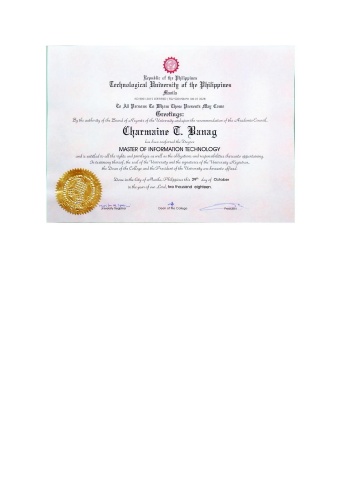 Republic of the Philippines
Technological University of the Philippines
Manila
To All Persons To Whom These Presents May Come
Greetings:
By the authority of the Board of Regents of the University and upon the recommendation of the Academic Council,
Charmaine T. Banag
has been conferred the Degree
MASTER OF INFORMATION TECHNOLOGY
and is entitled to all the rights and privileges as well as the obligations and responsibilities thereunto appertaining.
In testimony thereof, the seal of the University and the signatures of the University Registrar,
the Dean of the College and the President of the University are hereunto affixed.
Done in the City of Manila, Philippines this 29th day of October
in the year of our Lord, two thousand eighteen
University Registrar
Dean of the College
President